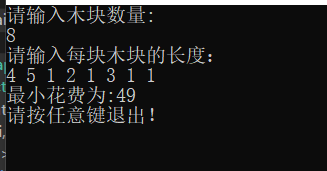 请输入木块数量:
8
请输入每块木块的长度：
4 5 1 2 1 3 1 1
最小花费为:49
请按任意键退出！